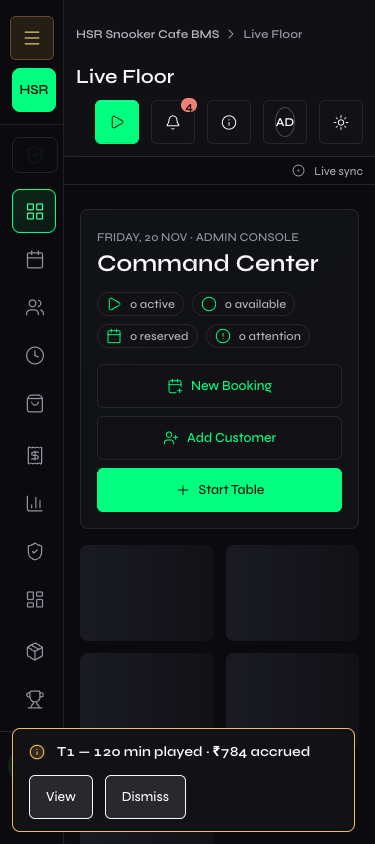 HSR Snooker Cafe BMS > Live Floor
HSR
Live Floor
4
AD
Live sync
FRIDAY, 20 NOV · ADMIN CONSOLE
Command Center
0 active
0 available
0 reserved
0 attention
New Booking
Add Customer
+ Start Table
T1 — 120 min played · ₹784 accrued
View
Dismiss